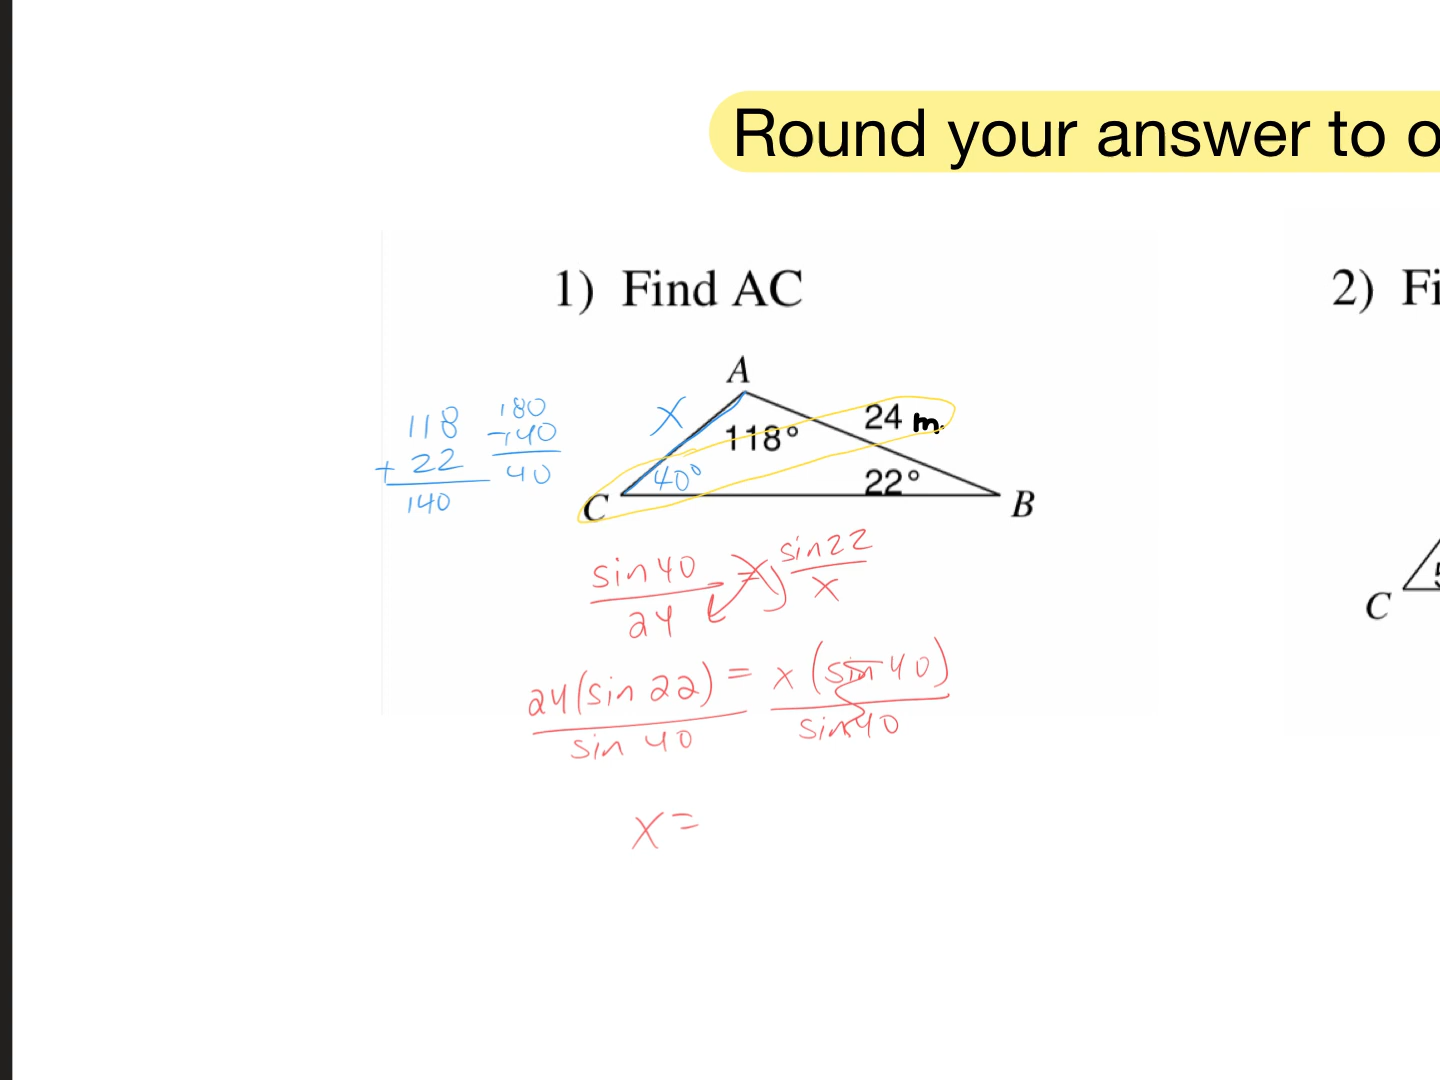 Round your answer to o
1) Find AC
2) Fi
A
x
118°
24 m.
40°
22°
C
B
118
+ 22
140
180
-140
40
sin 40
24
=
sin 22
x
24(sin 22) = x (sin 40)
sin 40
sin 40
x =
C
5